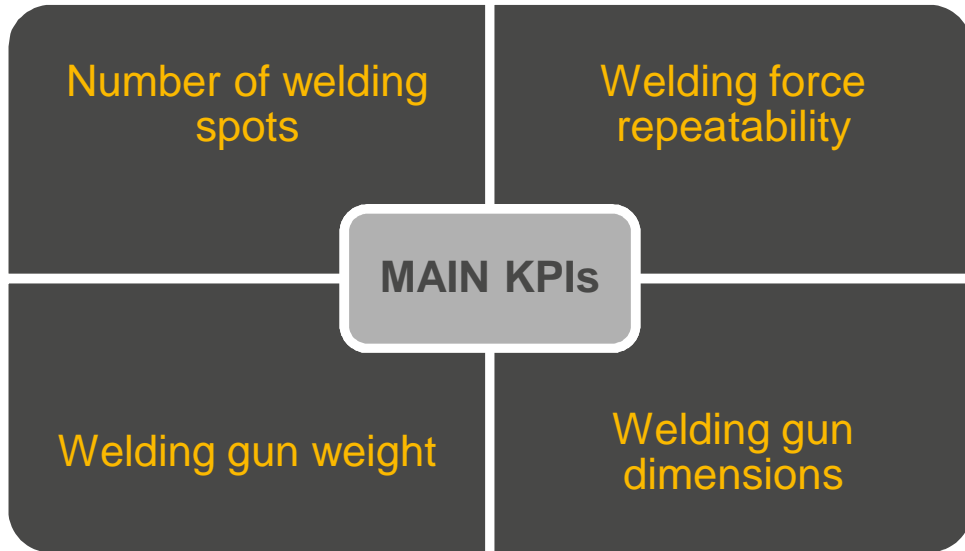 Number of welding
spots
Welding force
repeatability
MAIN KPIs
Welding gun weight
Welding gun
dimensions